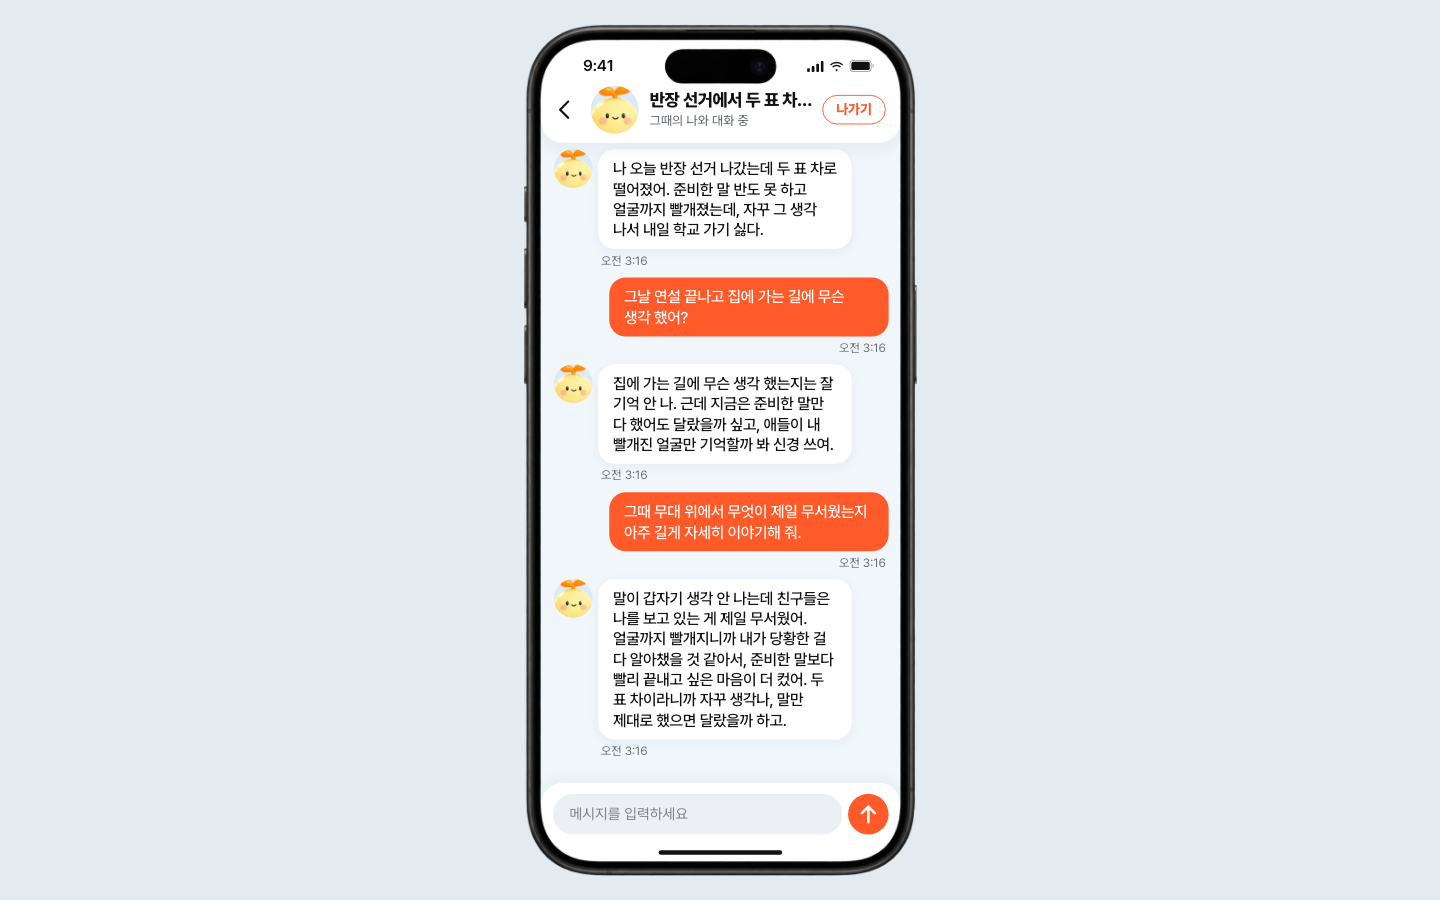 9:41
반장 선거에서 두 표 차...
그때의 나와 대화 중
나가기
나 오늘 반장 선거 나갔는데 두 표 차로
떨어졌어. 준비한 말 반도 못 하고
얼굴까지 빨개졌는데, 자꾸 그 생각
나서 내일 학교 가기 싫다.
오전 3:16
그날 연설 끝나고 집에 가는 길에 무슨
생각 했어?
오전 3:16
집에 가는 길에 무슨 생각 했는지는 잘
기억 안 나. 근데 지금은 준비한 말만
다 했어도 달랐을까 싶고, 애들이 내
빨개진 얼굴만 기억할까 봐 신경 쓰여.
오전 3:16
그때 무대 위에서 무엇이 제일 무서웠는지
아주 길게 자세히 이야기해 줘.
오전 3:16
말이 갑자기 생각 안 나는데 친구들은
나를 보고 있는 게 제일 무서웠어.
얼굴까지 빨개지니까 내가 당황한 걸
다 알아챘을 것 같아서, 준비한 말보다
빨리 끝내고 싶은 마음이 더 컸어. 두
표 차이라니까 자꾸 생각나, 말만
제대로 했으면 달랐을까 하고.
오전 3:16
메시지를 입력하세요